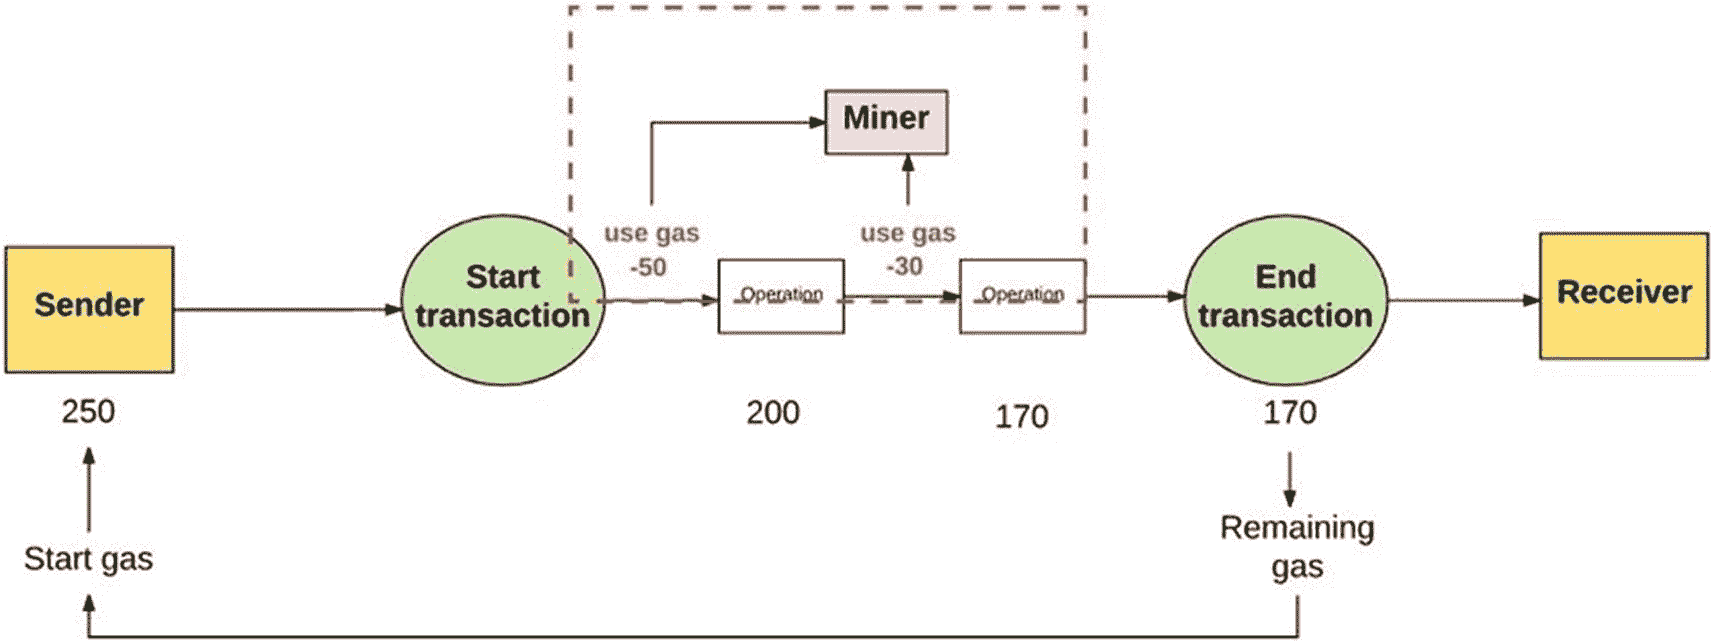 Miner
use gas
-50
use gas
-30
Sender
Start
transaction
Operation
Operation
End
transaction
Receiver
250
200
170
170
Start gas
Remaining
gas